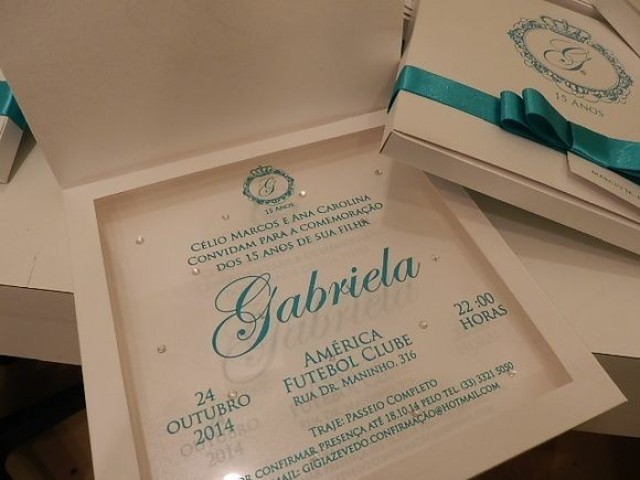 G
15 ANOS
CÉLIO MARCOS E ANA CAROLINA
CONVIDAM PARA A COMEMORAÇÃO
DOS 15 ANOS DE SUA FILHA
Gabriela
24
OUTUBRO
2014
AMÉRICA
FUTEBOL CLUBE
RUA DR. MANINHO, 316
22:00
HORAS
TRAJE: PASSEIO COMPLETO
CONFIRMAR PRESENÇA ATÉ 18.10.14 PELO TEL. (33) 3321 5050
MAIL: GIGIAZEVEDO.CONFIRMAÇÃO@HOTMAIL.COM
G
15 ANOS